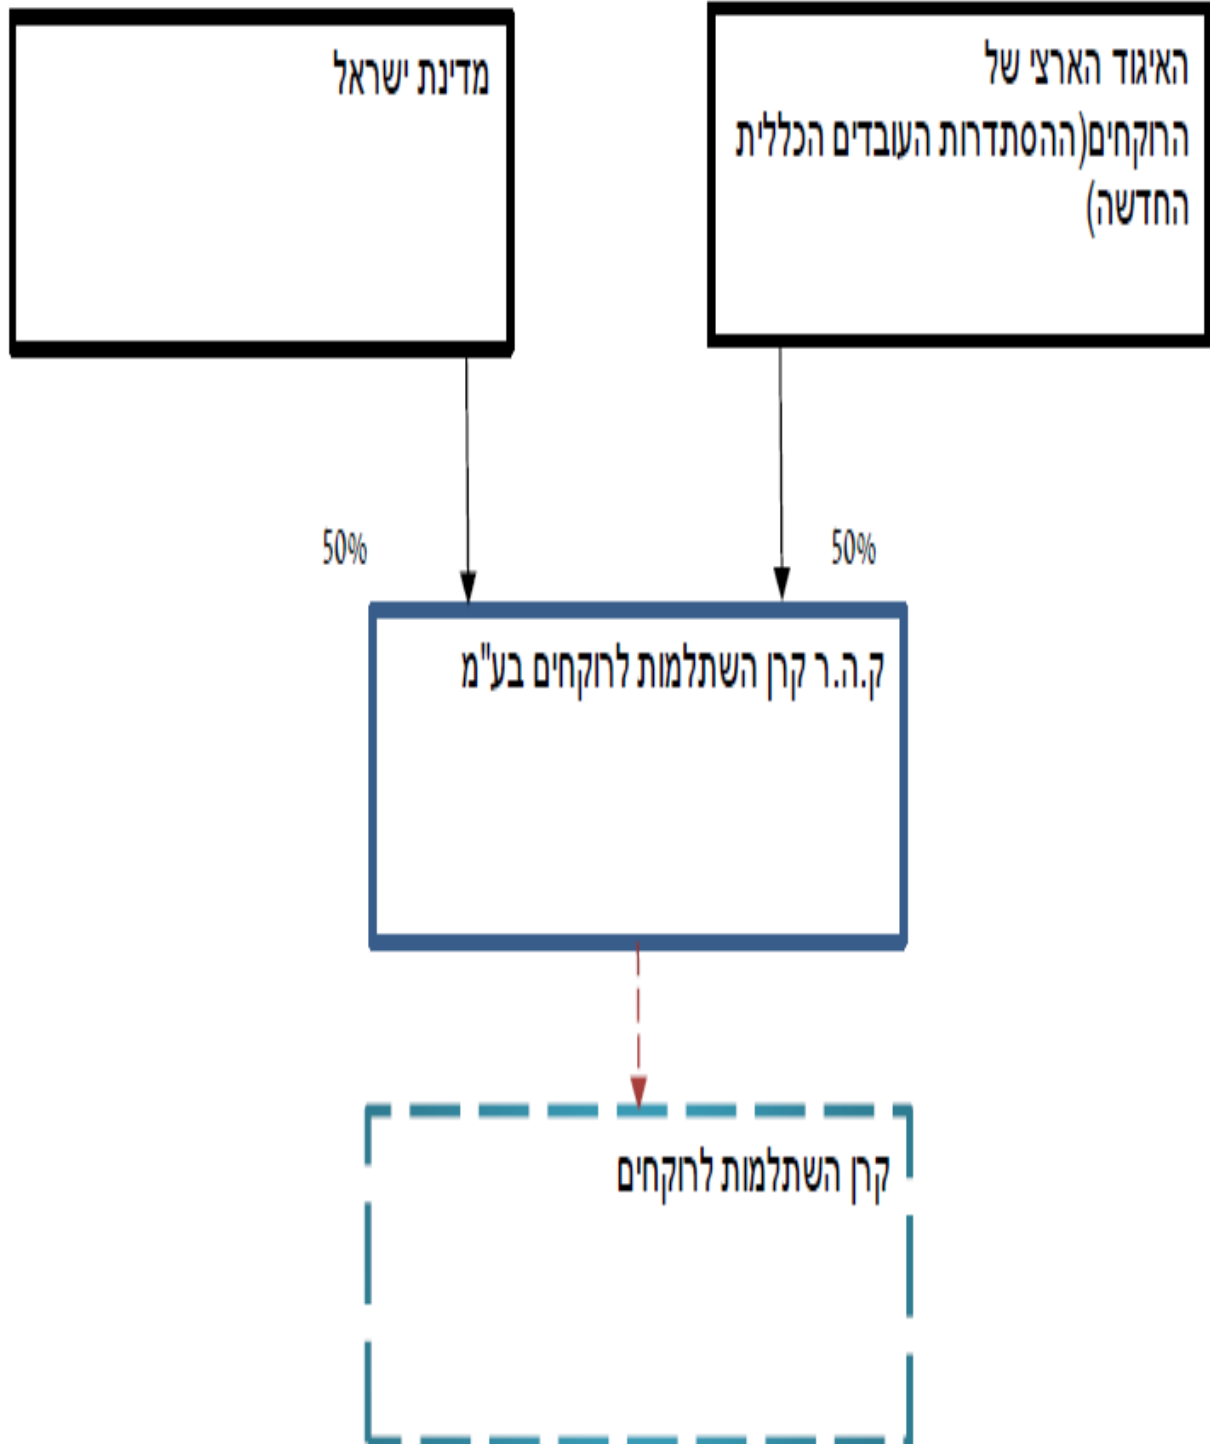 האיגוד הארצי של
הרוקחים(ההסתדרות העובדים הכללית
החדשה)
מדינת ישראל
50%
50%
ק.ה.ר קרן השתלמות לרוקחים בע"מ
קרן השתלמות לרוקחים